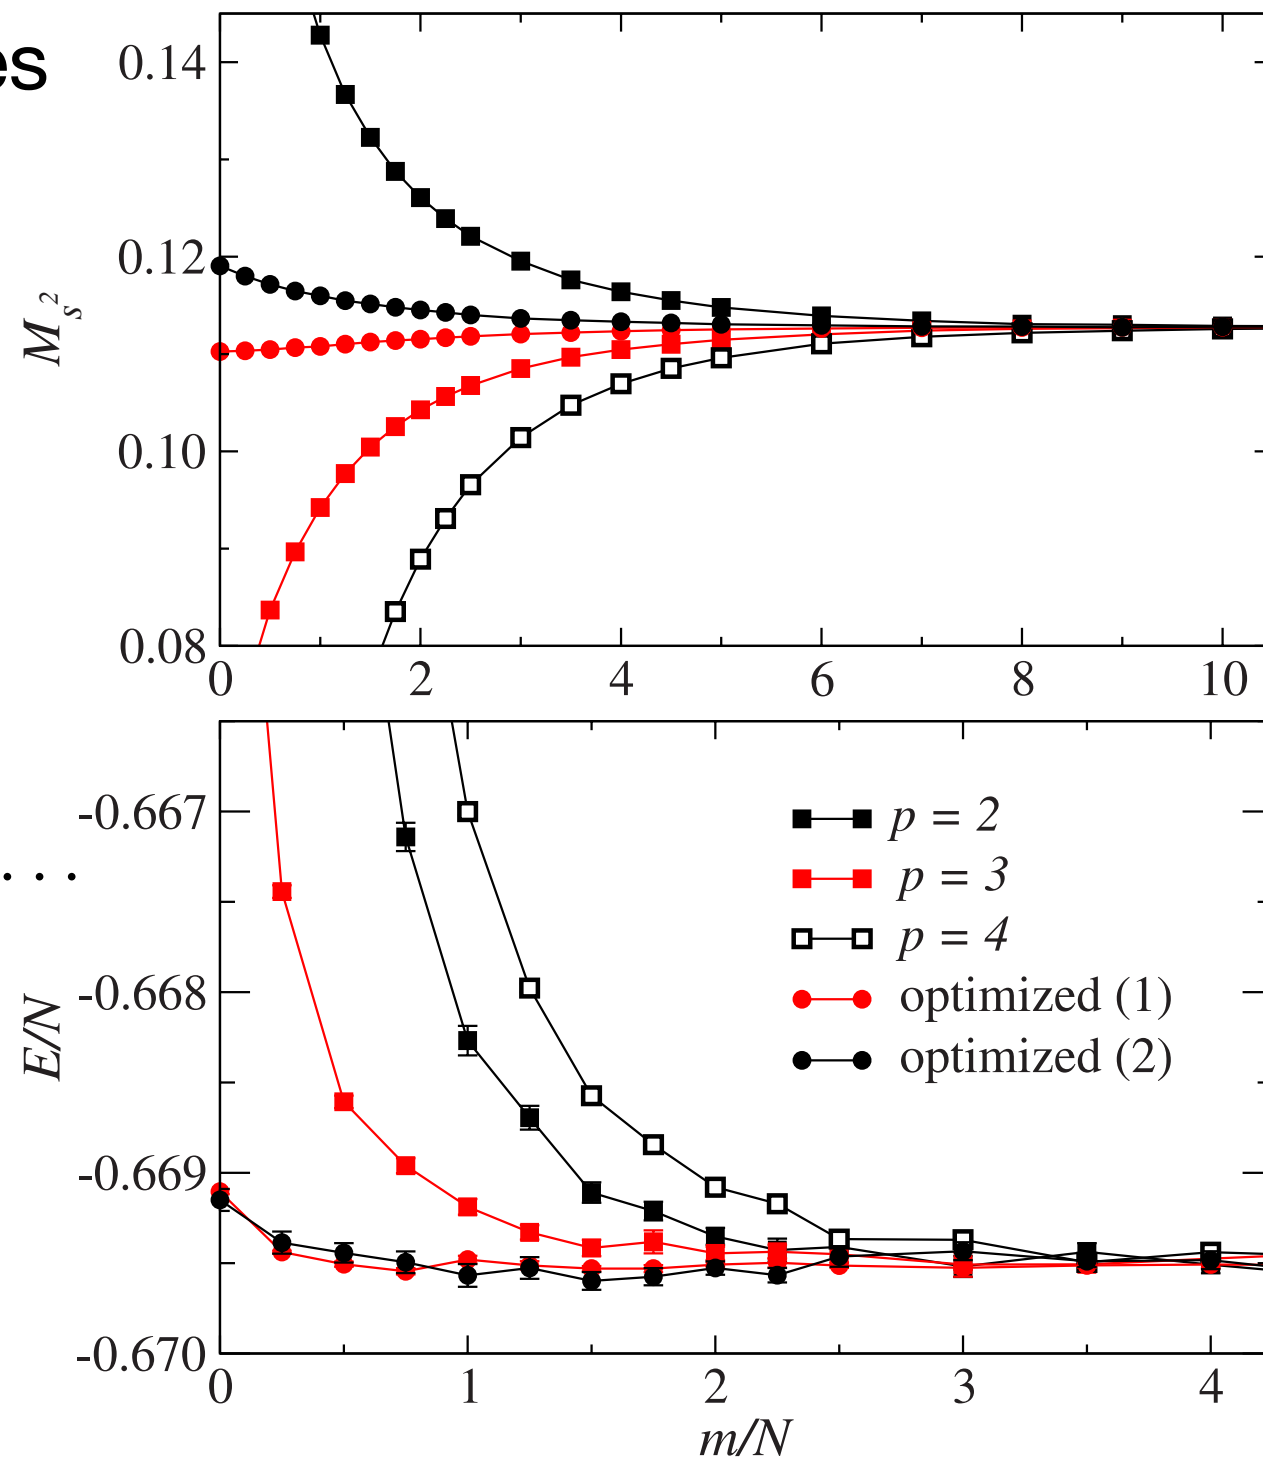 es
0.14
0.12
0.10
0.08
M_s^2
0 2 4 6 8 10
-0.667
-0.668
-0.669
-0.670
E/N
. . .
p = 2
p = 3
p = 4
optimized (1)
optimized (2)
0 1 2 3 4
m/N